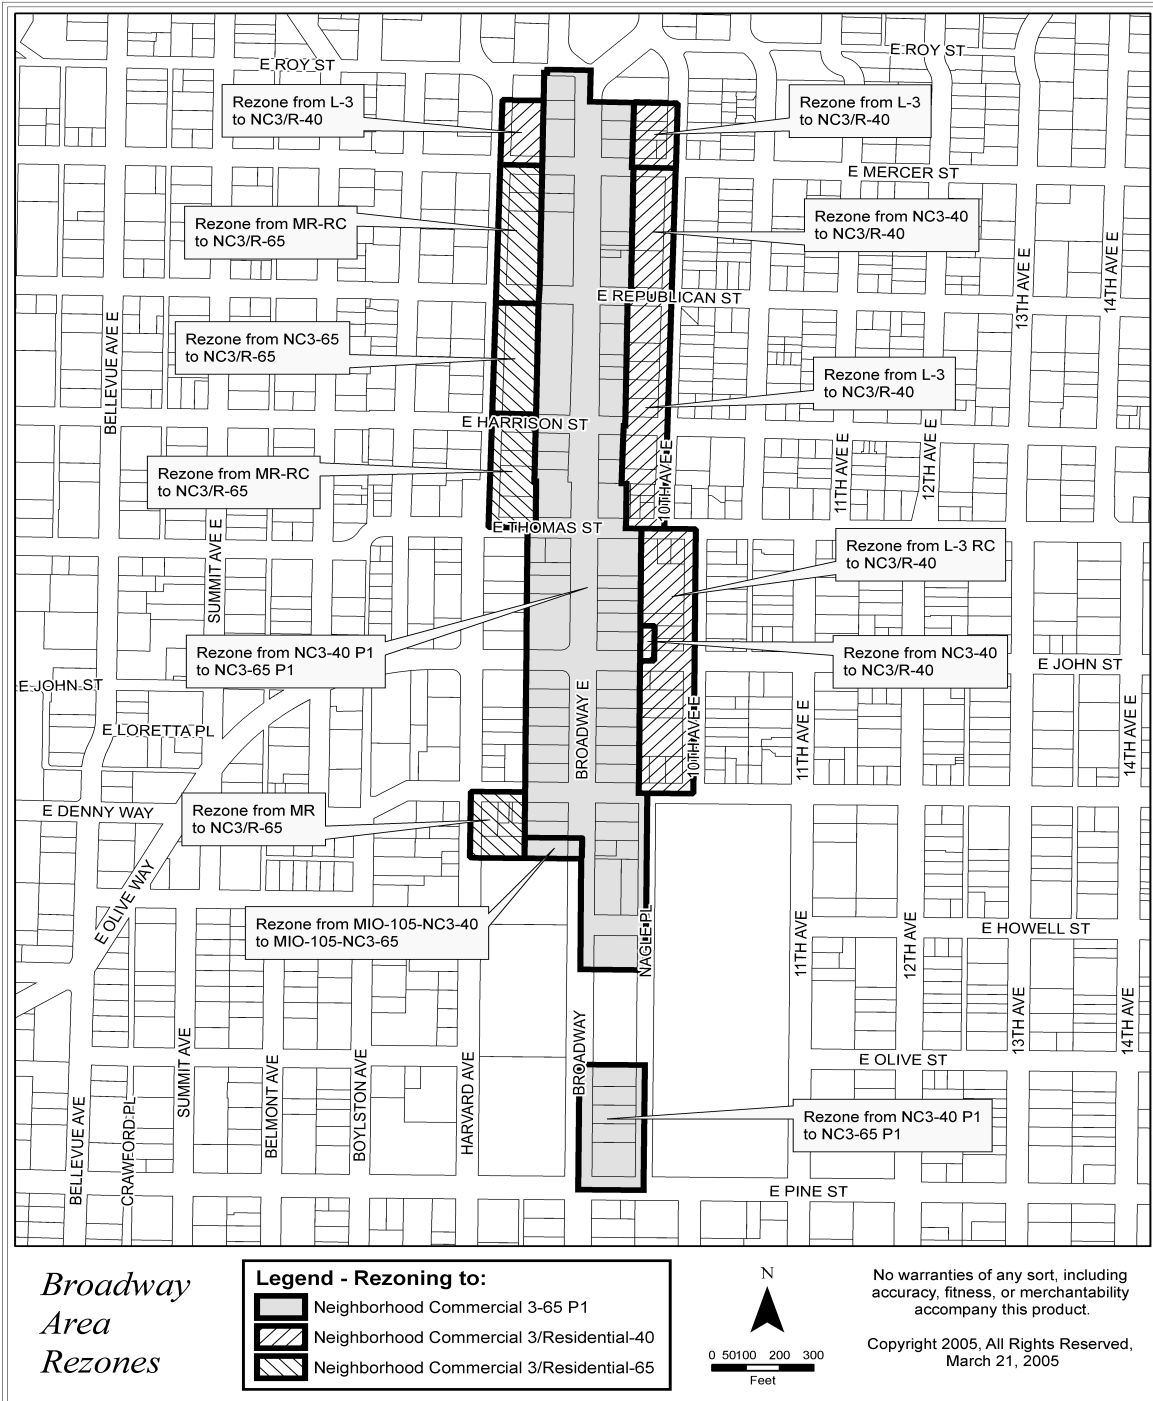 E ROY ST
E ROY ST
Rezone from L-3
to NC3/R-40
Rezone from L-3
to NC3/R-40
E MERCER ST
Rezone from MR-RC
to NC3/R-65
Rezone from NC3-40
to NC3/R-40
13TH AVE E
14TH AVE E
E REPUBLICAN ST
BELLEVUE AVE E
Rezone from NC3-65
to NC3/R-65
Rezone from L-3
to NC3/R-40
E HARRISON ST
Rezone from MR-RC
to NC3/R-65
10TH AVE E
11TH AVE E
12TH AVE E
E THOMAS ST
SUMMIT AVE E
Rezone from L-3 RC
to NC3/R-40
Rezone from NC3-40 P1
to NC3-65 P1
Rezone from NC3-40
to NC3/R-40
E JOHN ST
E JOHN ST
E LORETTA PL
BROADWAY E
10TH AVE E
11TH AVE E
14TH AVE E
E DENNY WAY
Rezone from MR
to NC3/R-65
E OLIVE WAY
Rezone from MIO-105-NC3-40
to MIO-105-NC3-65
NAGLE PL
11TH AVE
12TH AVE
E HOWELL ST
13TH AVE
14TH AVE
BROADWAY
E OLIVE ST
SUMMIT AVE
BELMONT AVE
BOYLSTON AVE
HARVARD AVE
BELLEVUE AVE
CRAWFORD PL
Rezone from NC3-40 P1
to NC3-65 P1
E PINE ST
Broadway
Area
Rezones
Legend - Rezoning to:
Neighborhood Commercial 3-65 P1
Neighborhood Commercial 3/Residential-40
Neighborhood Commercial 3/Residential-65
N
0 50100 200 300
Feet
No warranties of any sort, including
accuracy, fitness, or merchantability
accompany this product.
Copyright 2005, All Rights Reserved,
March 21, 2005